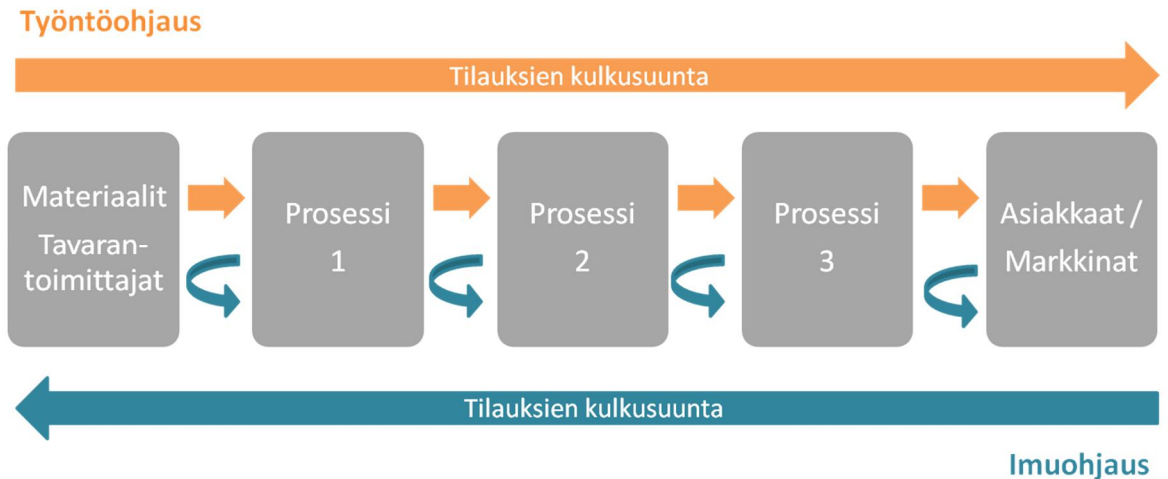 Työntöohjaus
Tilauksien kulkusuunta
Materiaalit
Tavaran-
toimittajat
Prosessi
1
Prosessi
2
Prosessi
3
Asiakkaat /
Markkinat
Tilauksien kulkusuunta
Imuohjaus